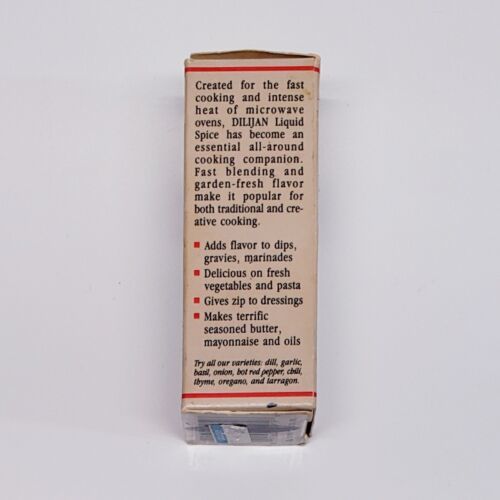 Created for the fast
cooking and intense
heat of microwave
ovens, DILIJAN Liquid
Spice has become an
essential all-around
cooking companion.
Fast blending and
garden-fresh flavor
make it popular for
both traditional and cre-
ative cooking.
Adds flavor to dips,
gravies, marinades
Delicious on fresh
vegetables and pasta
Gives zip to dressings
Makes terrific
seasoned butter,
mayonnaise and oils
Try all our varieties: dill, garlic,
basil, onion, hot red pepper, chili,
thyme, oregano, and tarragon.